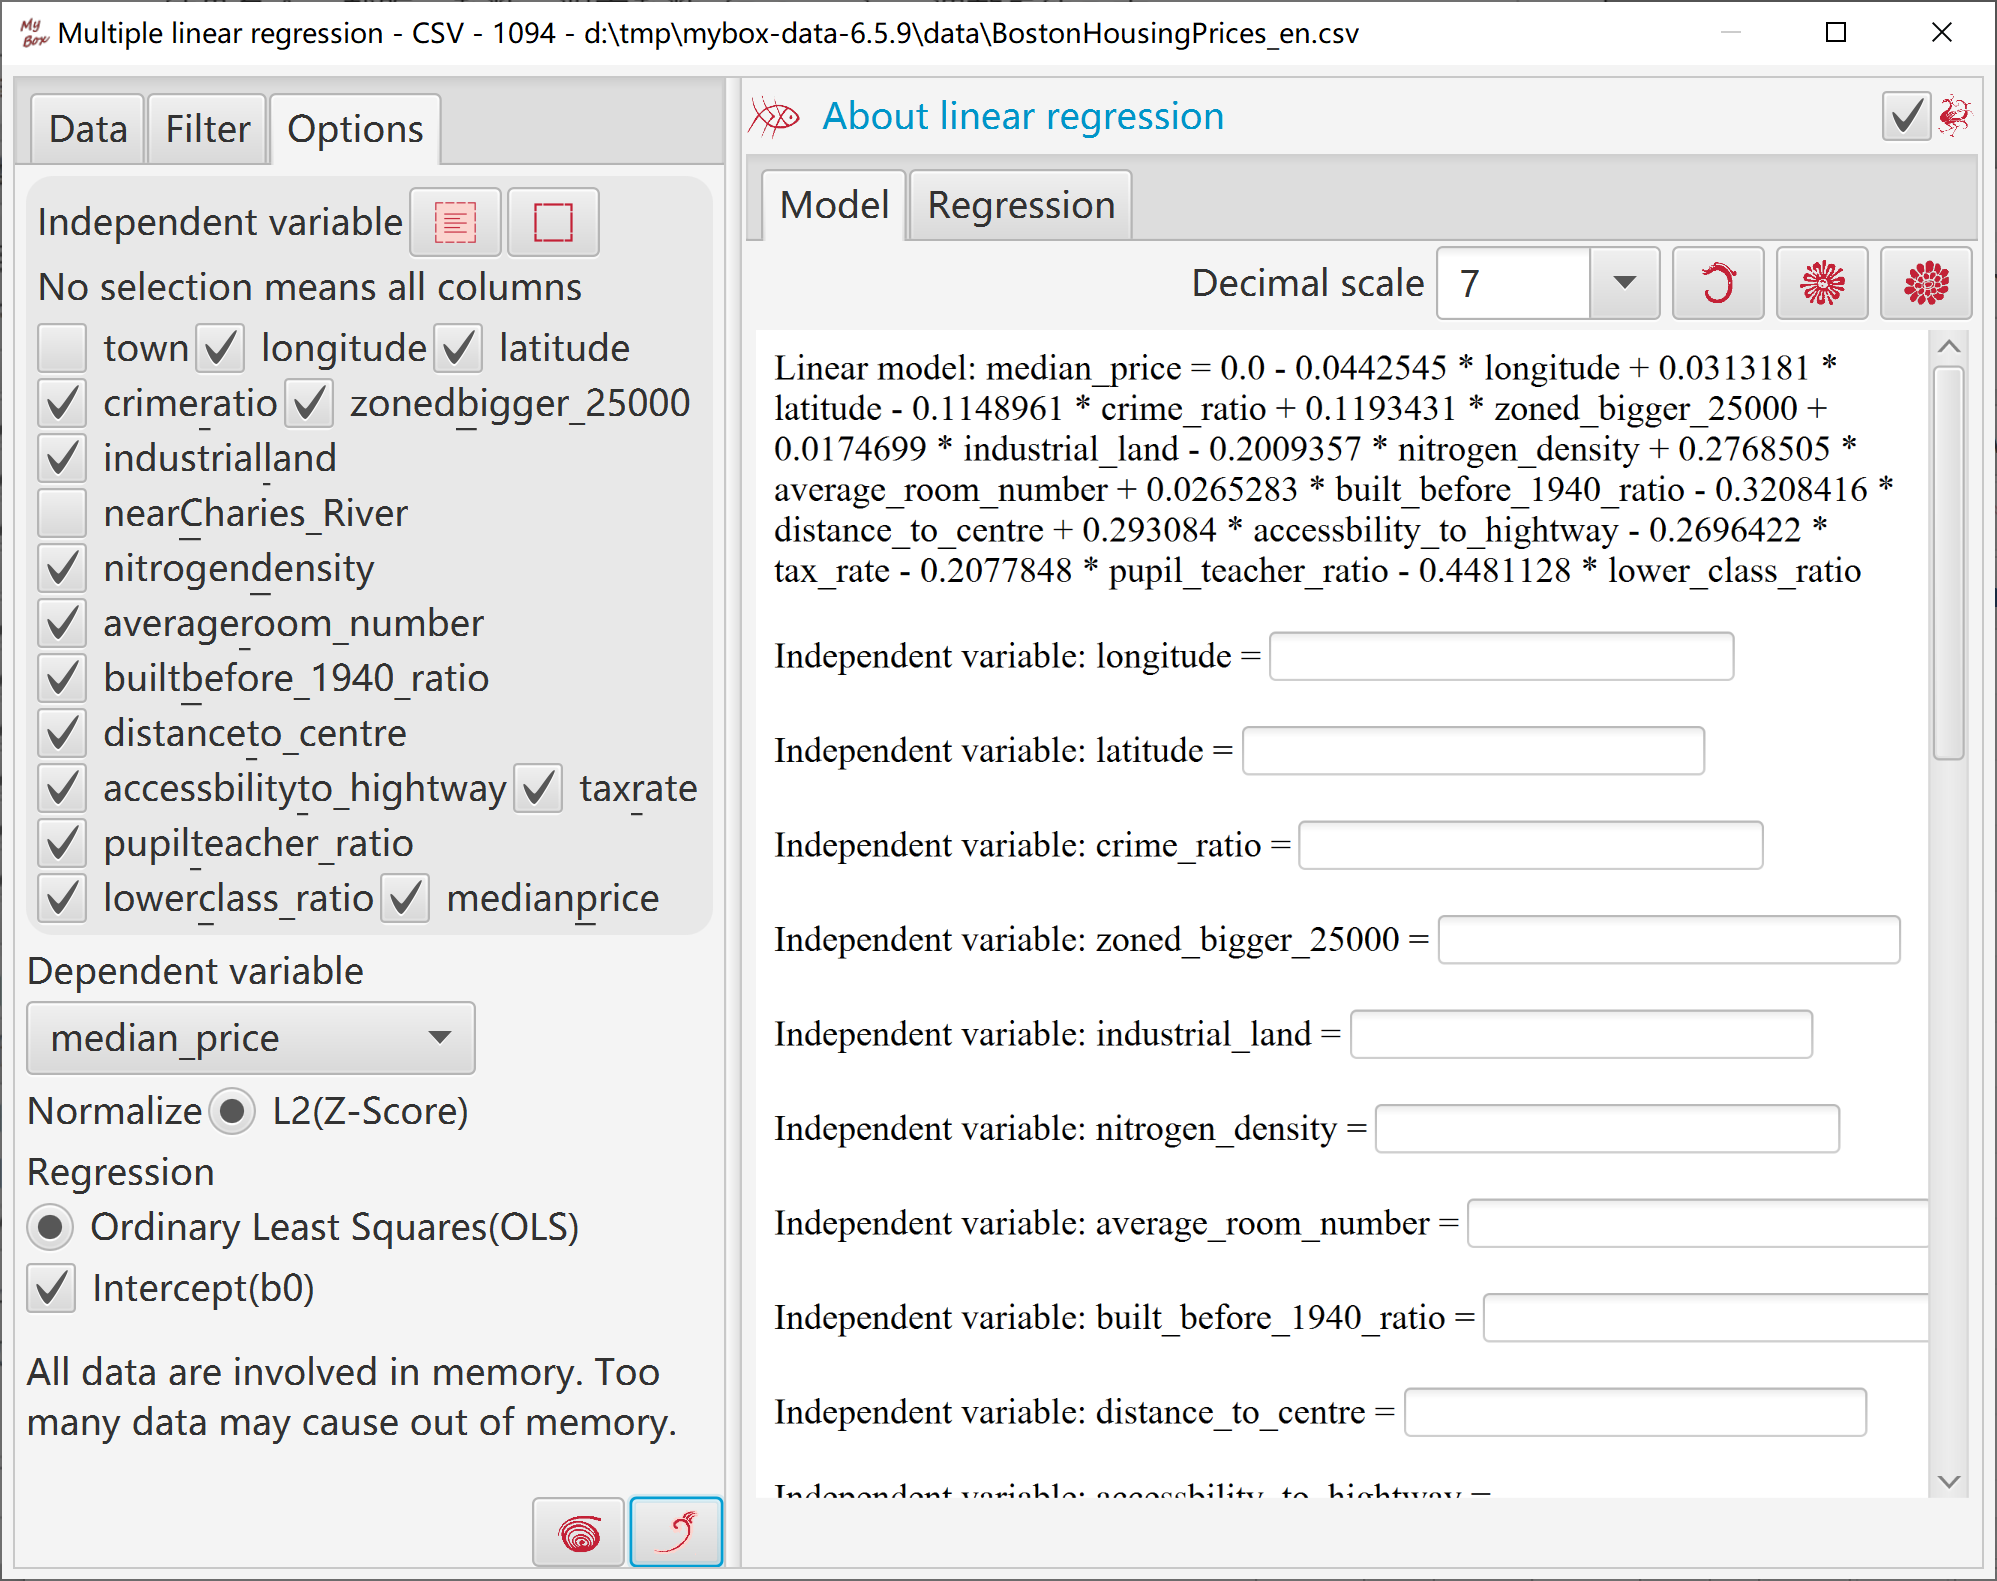 My Box Multiple linear regression - CSV - 1094 - d:\tmp\mybox-data-6.5.9\data\BostonHousingPrices_en.csv
Data Filter Options
Independent variable
No selection means all columns
town longitude latitude
crimeratio zonedbigger_25000
industrialland
nearCharies_River
nitrogendensity
averageroom_number
builtbefore_1940_ratio
distanceto_centre
accessbilityto_hightway taxrate
pupilteacher_ratio
lowerclass_ratio medianprice
Dependent variable
median_price
Normalize L2(Z-Score)
Regression
Ordinary Least Squares(OLS)
Intercept(b0)
All data are involved in memory. Too
many data may cause out of memory.
About linear regression
Model Regression
Decimal scale 7
Linear model: median_price = 0.0 - 0.0442545 * longitude + 0.0313181 *
latitude - 0.1148961 * crime_ratio + 0.1193431 * zoned_bigger_25000 +
0.0174699 * industrial_land - 0.2009357 * nitrogen_density + 0.2768505 *
average_room_number + 0.0265283 * built_before_1940_ratio - 0.3208416 *
distance_to_centre + 0.293084 * accessbility_to_hightway - 0.2696422 *
tax_rate - 0.2077848 * pupil_teacher_ratio - 0.4481128 * lower_class_ratio
Independent variable: longitude =
Independent variable: latitude =
Independent variable: crime_ratio =
Independent variable: zoned_bigger_25000 =
Independent variable: industrial_land =
Independent variable: nitrogen_density =
Independent variable: average_room_number =
Independent variable: built_before_1940_ratio =
Independent variable: distance_to_centre =
Independent variable: accessbility_to_hightway =